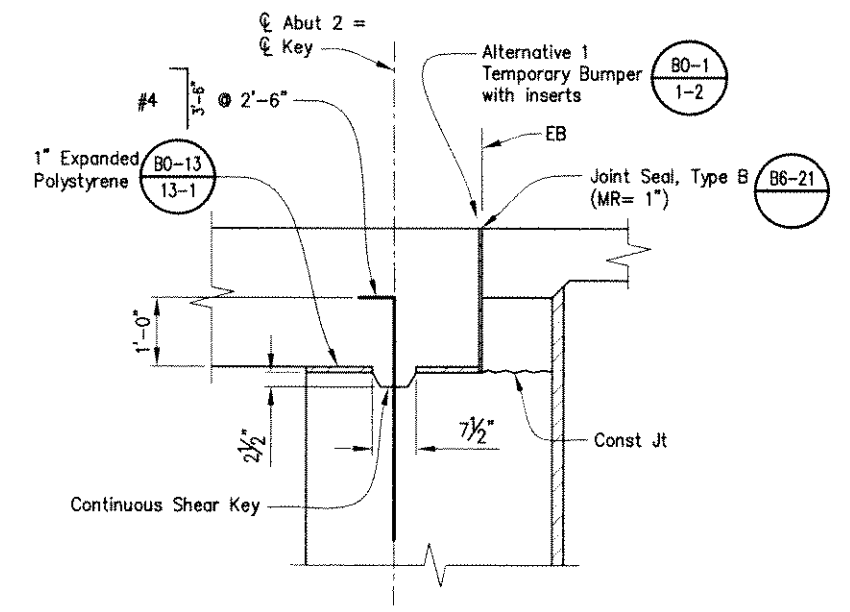 ℄ Abut 2 =
℄ Key
Alternative 1
Temporary Bumper
with inserts
B0-1
1-2
#4
3'-6"
@ 2'-6"
EB
1" Expanded
Polystyrene
B0-13
13-1
Joint Seal, Type B
(MR= 1")
B6-21
1'-0"
2½"
7½"
Const Jt
Continuous Shear Key